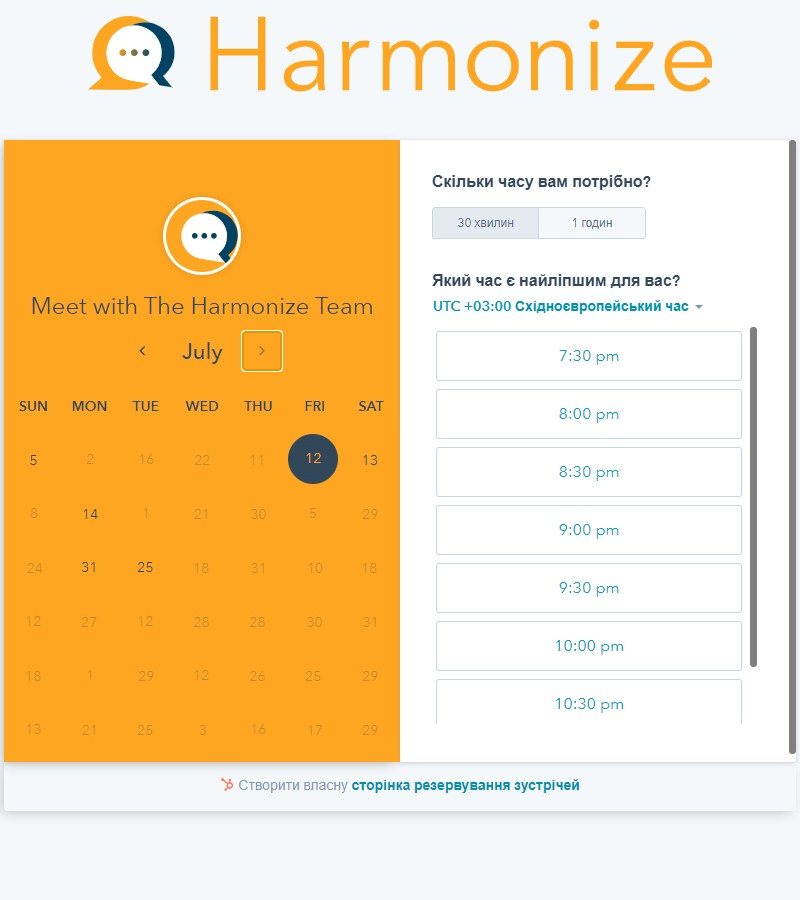 Harmonize
Meet with The Harmonize Team
July
SUN MON TUE WED THU FRI SAT
5 2 16 22 11 12 13
8 14 1 21 30 5 29
24 31 25 18 31 10 18
12 27 12 28 28 30 31
18 1 29 12 26 25 29
13 21 25 3 16 17 29
Скільки часу вам потрібно?
30 хвилин 1 годин
Який час є найліпшим для вас?
UTC +03:00 Східноєвропейський час
7:30 pm
8:00 pm
8:30 pm
9:00 pm
9:30 pm
10:00 pm
10:30 pm
Створити власну сторінка резервування зустрічей